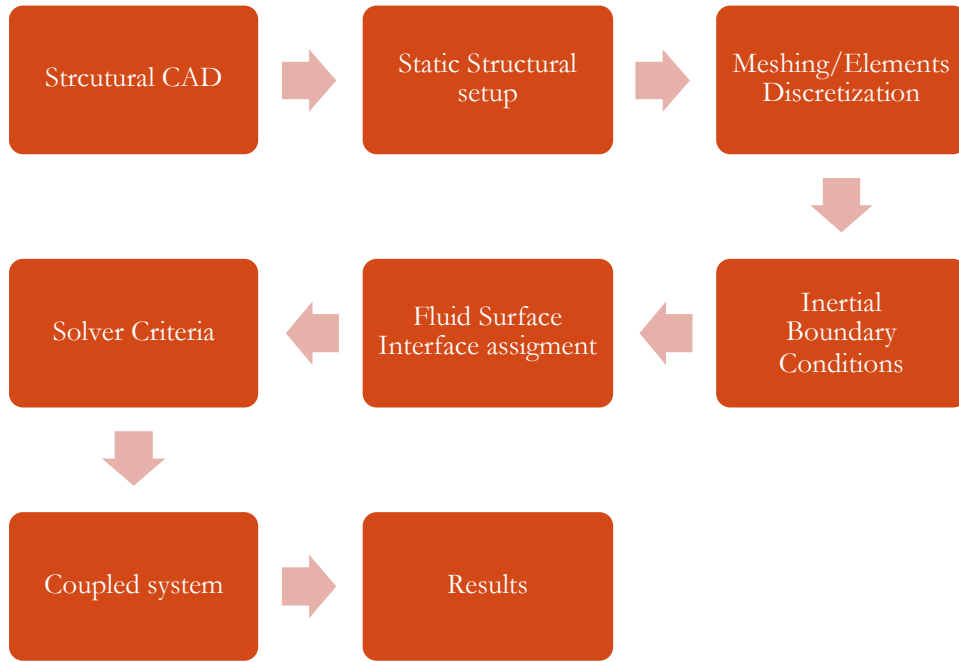 Strcutural CAD
Static Structural
setup
Meshing/Elements
Discretization
Inertial
Boundary
Conditions
Fluid Surface
Interface assigment
Solver Criteria
Coupled system
Results